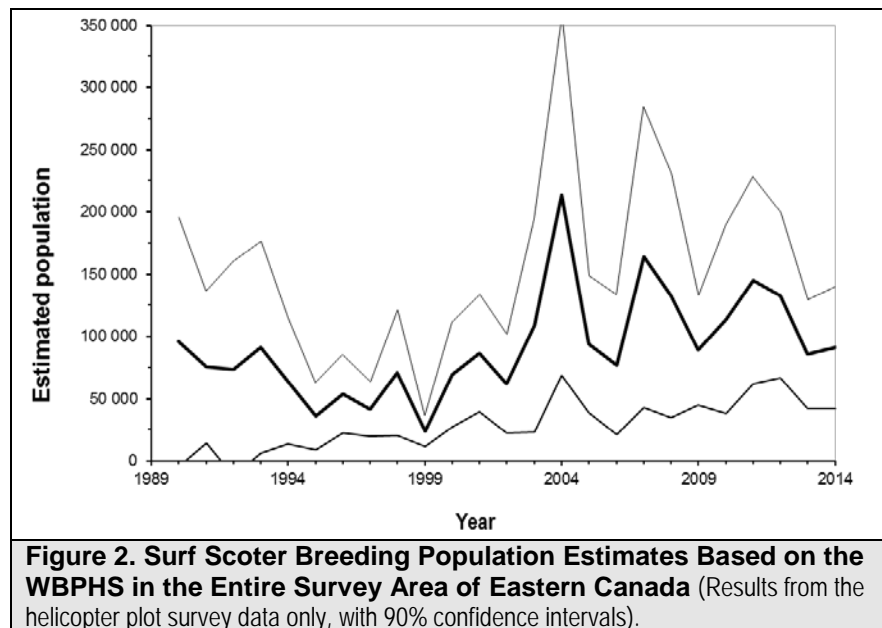 350 000
300 000
250 000
200 000
150 000
100 000
50 000
0
Estimated population
1989 1994 1999 2004 2009 2014
Year
Figure 2. Surf Scoter Breeding Population Estimates Based on the
WBPHS in the Entire Survey Area of Eastern Canada (Results from the
helicopter plot survey data only, with 90% confidence intervals).